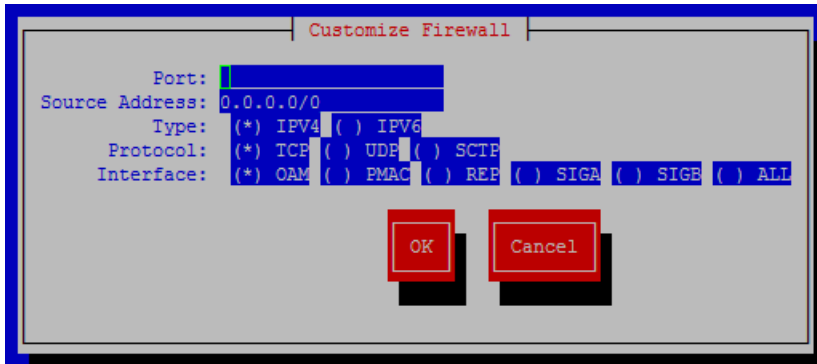 Customize Firewall
Port:
Source Address: 0.0.0.0/0
Type: (*) IPV4 ( ) IPV6
Protocol: (*) TCP ( ) UDP ( ) SCTP
Interface: (*) OAM ( ) PMAC ( ) REP ( ) SIGA ( ) SIGB ( ) ALL
OK Cancel